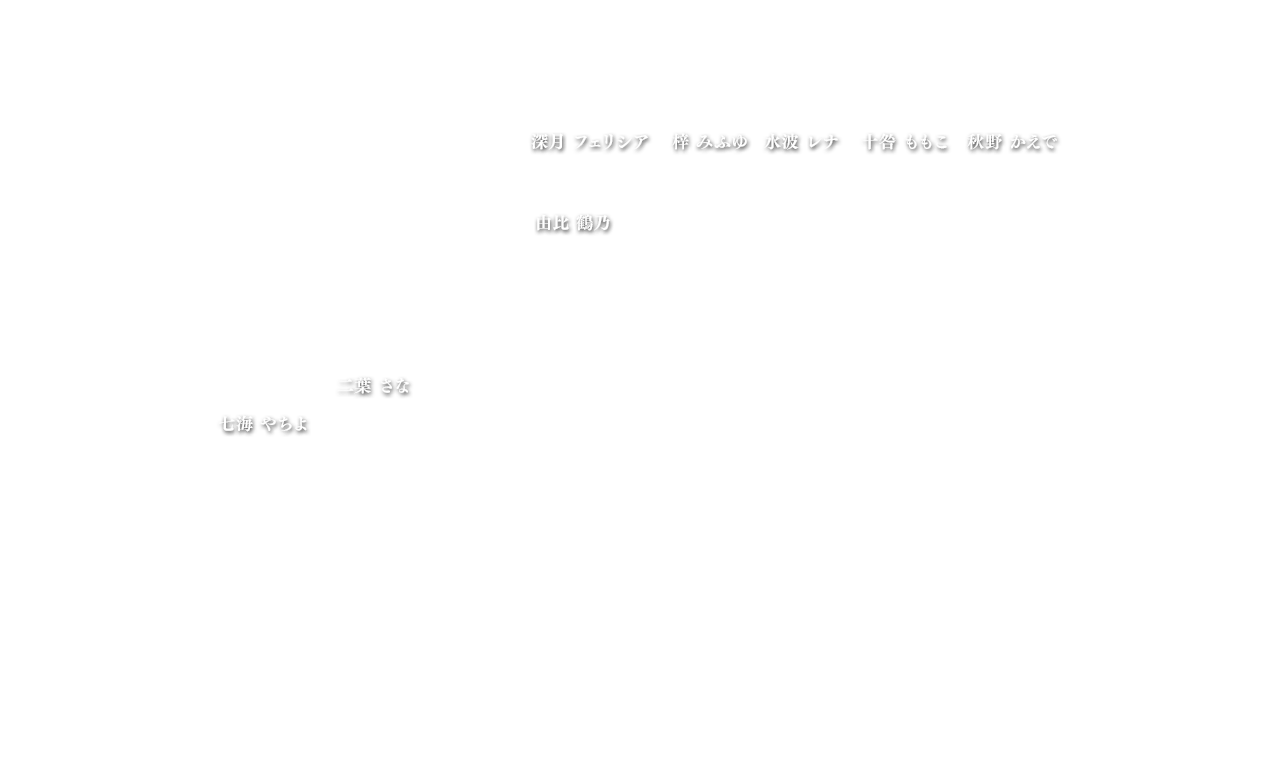 深月 フェリシア 梓 みふゆ 水波 レナ 十咎 ももこ 秋野 かえで
由比 鶴乃
二葉 さな
七海 やちよ